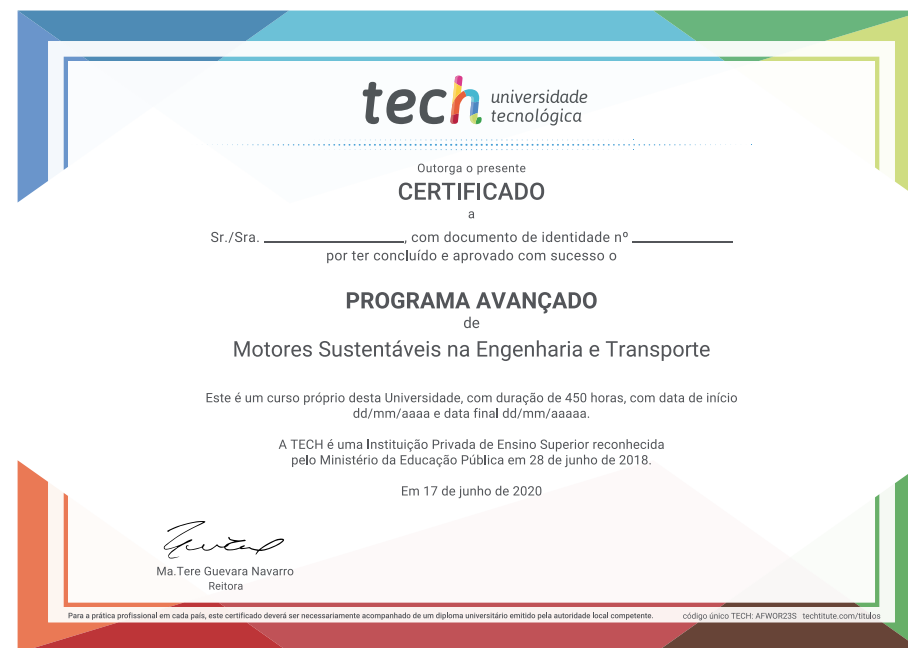 tech universidade
tecnológica
Outorga o presente
CERTIFICADO
a
Sr./Sra. ____________, com documento de identidade nº ____________
por ter concluído e aprovado com sucesso o
PROGRAMA AVANÇADO
de
Motores Sustentáveis na Engenharia e Transporte
Este é um curso próprio desta Universidade, com duração de 450 horas, com data de início
dd/mm/aaaa e data final dd/mm/aaaaa.
A TECH é uma Instituição Privada de Ensino Superior reconhecida
pelo Ministério da Educação Pública em 28 de junho de 2018.
Em 17 de junho de 2020
Ma.Tere Guevara Navarro
Reitora
Para a prática profissional em cada país, este certificado deverá ser necessariamente acompanhado de um diploma universitário emitido pela autoridade local competente. código único TECH: AFWOR23S techtitute.com/titulos